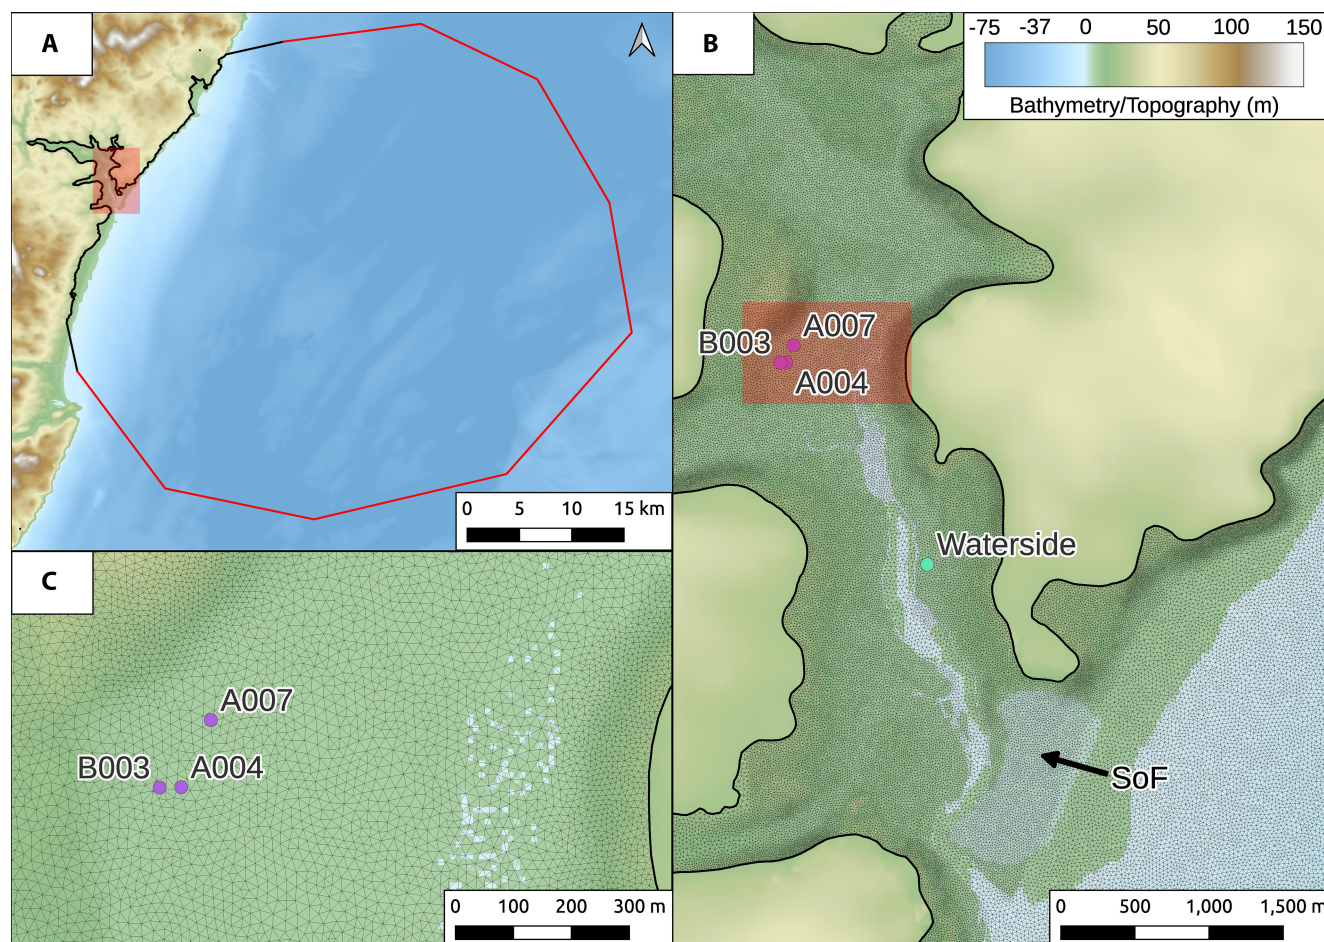 A
0 5 10 15 km
B
-75 -37 0 50 100 150
Bathymetry/Topography (m)
A007
B003
A004
Waterside
SoF
0 500 1,000 1,500 m
C
A007
B003 A004
0 100 200 300 m